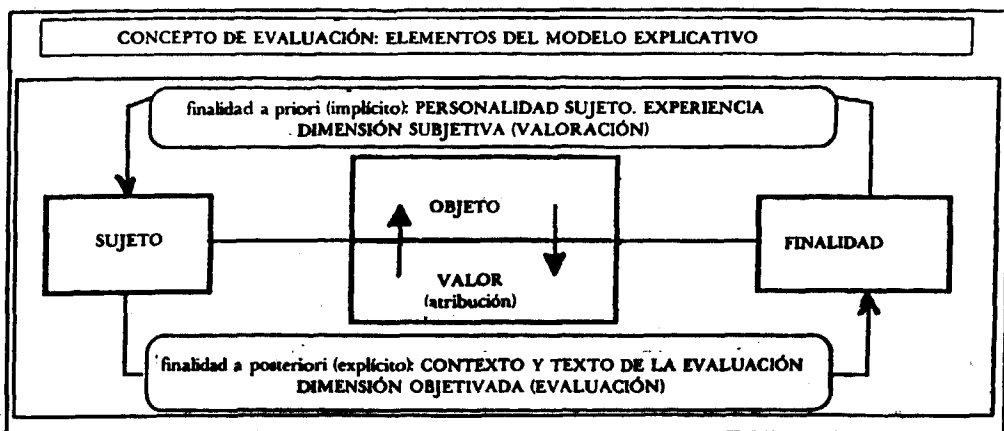 CONCEPTO DE EVALUACIÓN: ELEMENTOS DEL MODELO EXPLICATIVO
finalidad a priori (implícito): PERSONALIDAD SUJETO. EXPERIENCIA
DIMENSIÓN SUBJETIVA (VALORACIÓN)
OBJETO
SUJETO
FINALIDAD
VALOR
(atribución)
finalidad a posteriori (explícito): CONTEXTO Y TEXTO DE LA EVALUACIÓN
DIMENSIÓN OBJETIVADA (EVALUACIÓN)